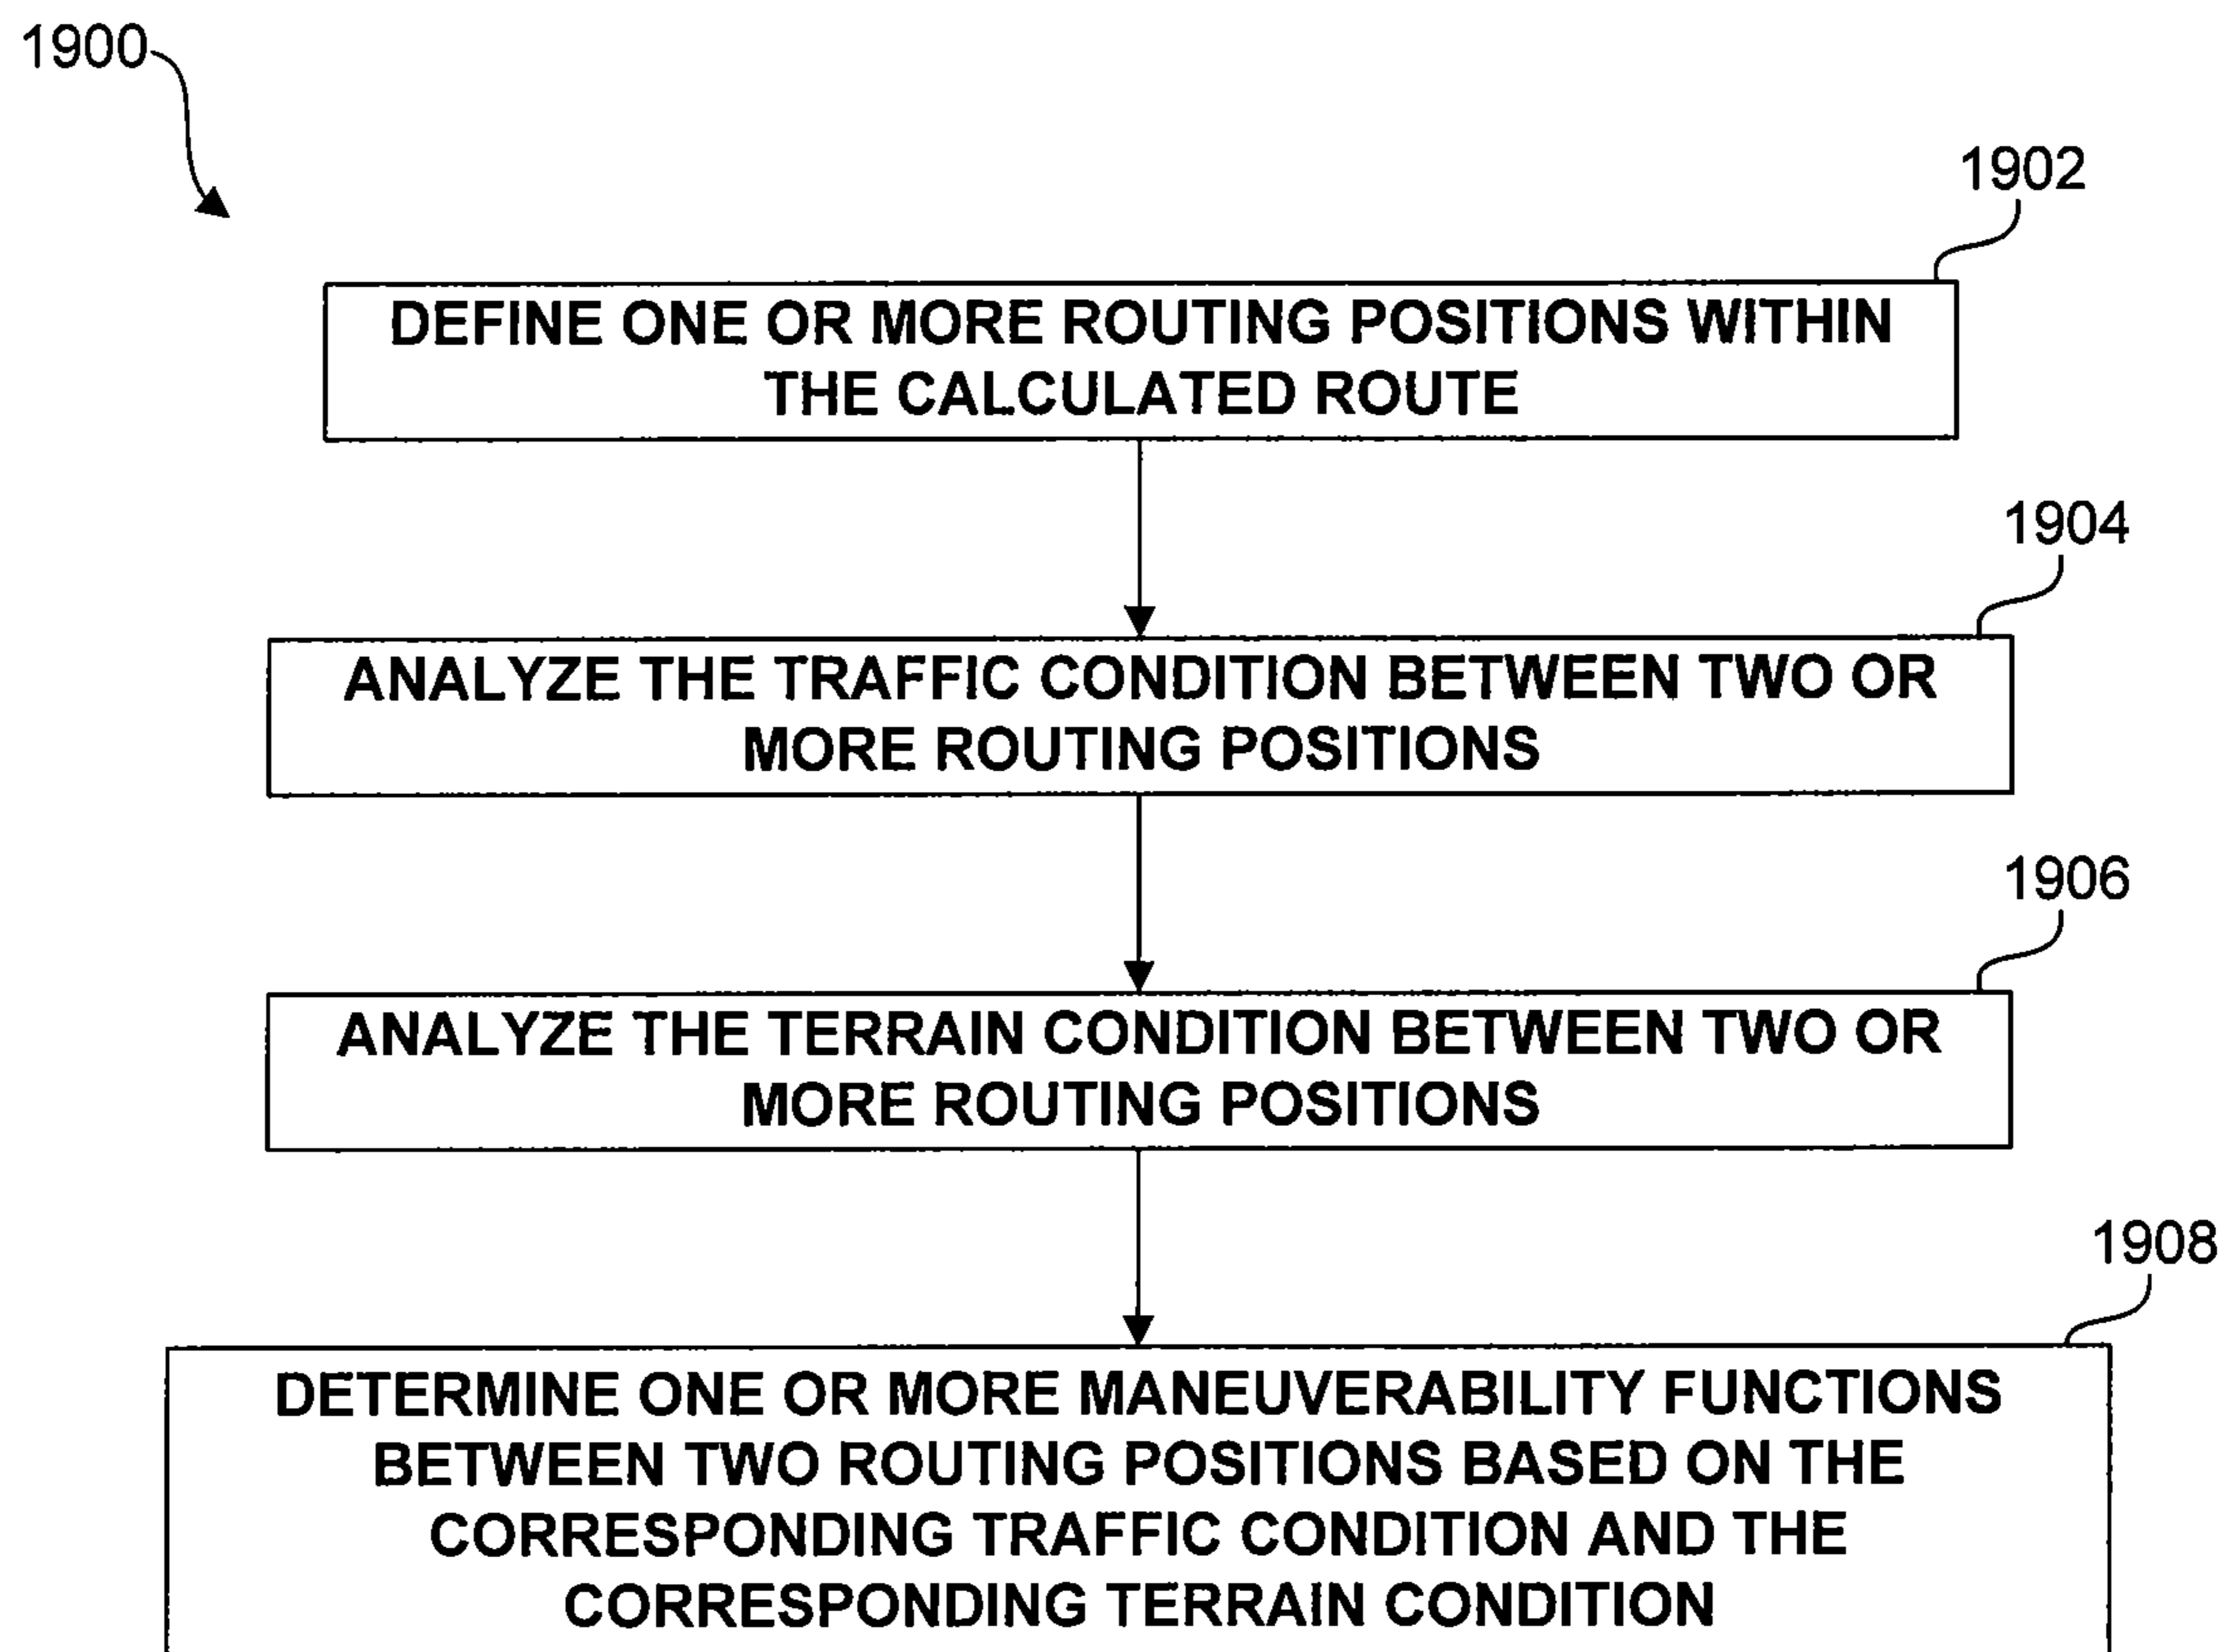 1900
1902
DEFINE ONE OR MORE ROUTING POSITIONS WITHIN
THE CALCULATED ROUTE
1904
ANALYZE THE TRAFFIC CONDITION BETWEEN TWO OR
MORE ROUTING POSITIONS
1906
ANALYZE THE TERRAIN CONDITION BETWEEN TWO OR
MORE ROUTING POSITIONS
1908
DETERMINE ONE OR MORE MANEUVERABILITY FUNCTIONS
BETWEEN TWO ROUTING POSITIONS BASED ON THE
CORRESPONDING TRAFFIC CONDITION AND THE
CORRESPONDING TERRAIN CONDITION